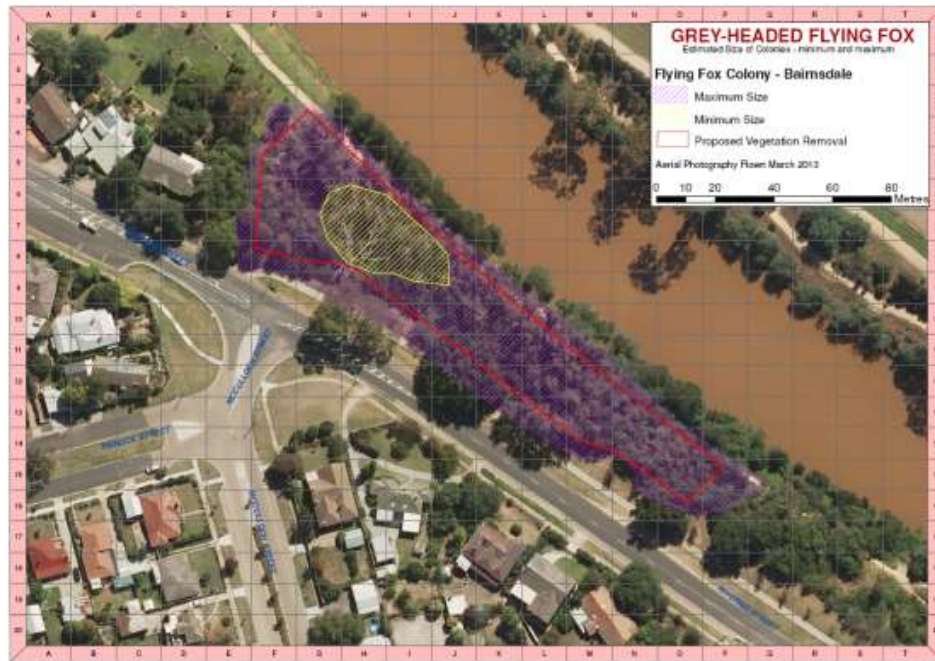 A B C D E F G H I J K L M N O P Q R S T
GREY-HEADED FLYING FOX
Estimated Size of Colonies - minimum and maximum
Flying Fox Colony - Bairnsdale
Maximum Size
Minimum Size
Proposed Vegetation Removal
Aerial Photography Flown March 2013
0 10 20 40 60 80
Metres
1
2
3
4
5
6
7
8
9
10
11
12
13
14
15
16
17
18
19
20
STREET
A B C D E F G H I J K L M N O P Q R S T